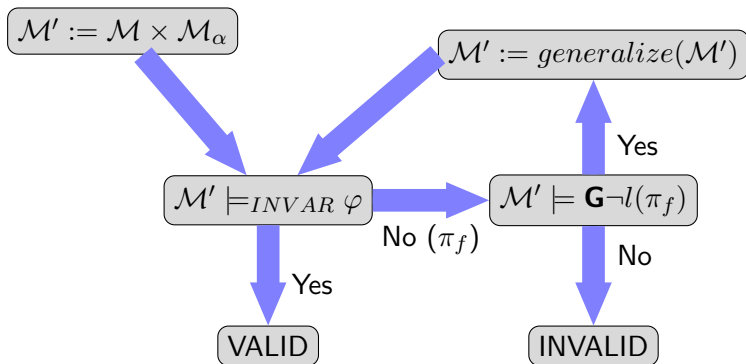 ℳ′ := ℳ × ℳ_α
ℳ′ := generalize(ℳ′)
Yes
ℳ′ ⊨_INVAR φ
ℳ′ ⊨ G¬l(π_f)
No (π_f)
Yes
No
VALID
INVALID